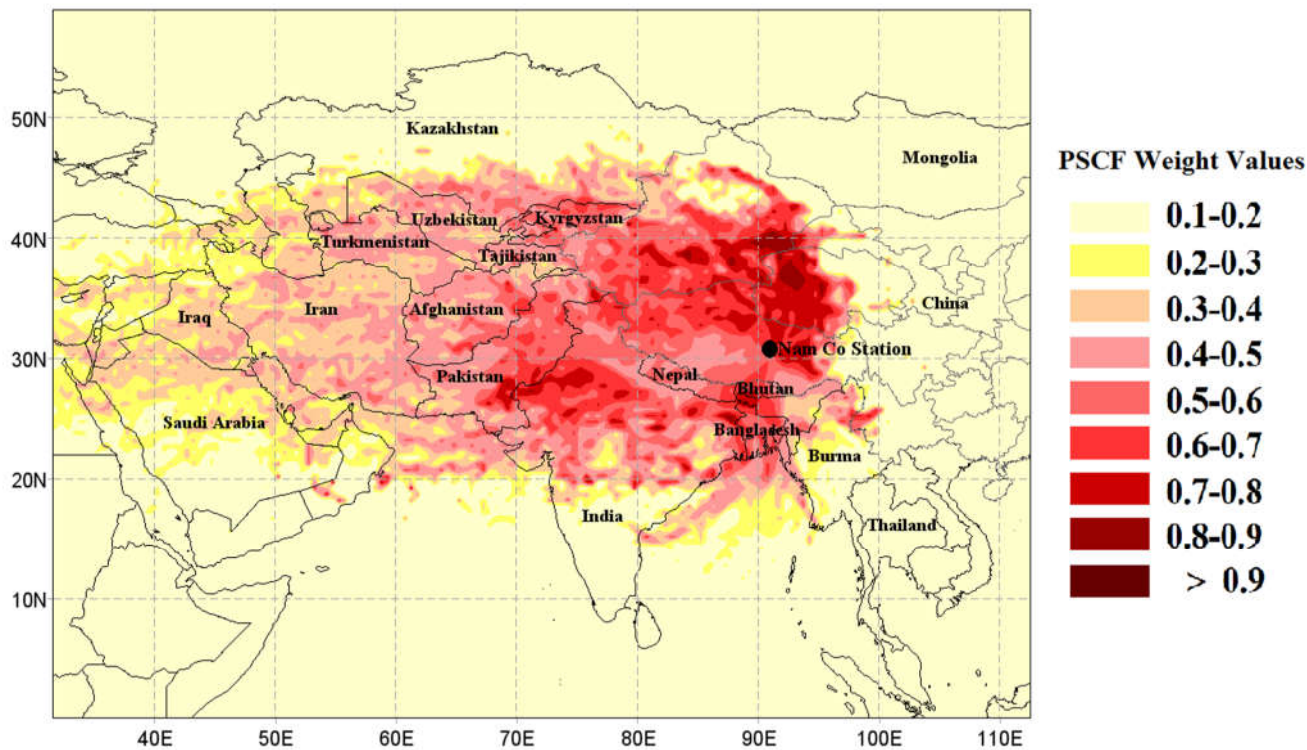 50N
40N
30N
20N
10N
40E
50E
60E
70E
80E
90E
100E
110E
Kazakhstan
Mongolia
Uzbekistan
Kyrgyzstan
Turkmenistan
Tajikistan
Iraq
Iran
Afghanistan
China
Nam Co Station
Pakistan
Nepal
Bhutan
Saudi Arabia
Bangladesh
Burma
India
Thailand
PSCF Weight Values
0.1-0.2
0.2-0.3
0.3-0.4
0.4-0.5
0.5-0.6
0.6-0.7
0.7-0.8
0.8-0.9
> 0.9